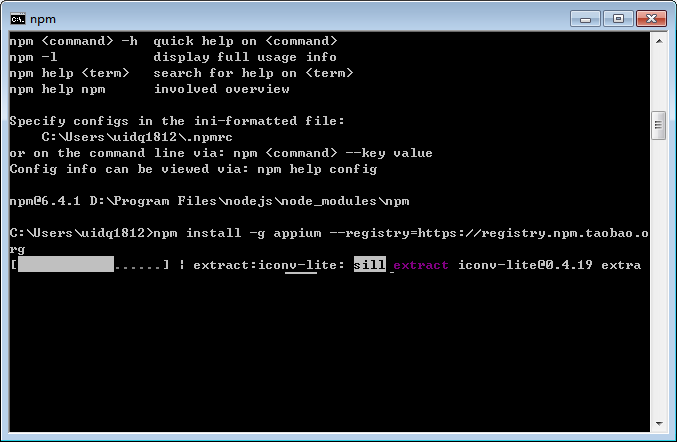 npm
npm <command> -h  quick help on <command>
npm -l            display full usage info
npm help <term>   search for help on <term>
npm help npm      involved overview
Specify configs in the ini-formatted file:
    C:\Users\uidq1812\.npmrc
or on the command line via: npm <command> --key value
Config info can be viewed via: npm help config
npm@6.4.1 D:\Program Files\nodejs\node_modules\npm
C:\Users\uidq1812>npm install -g appium --registry=https://registry.npm.taobao.o
rg
[            ......] | extract:iconv-lite: sill extract iconv-lite@0.4.19 extra